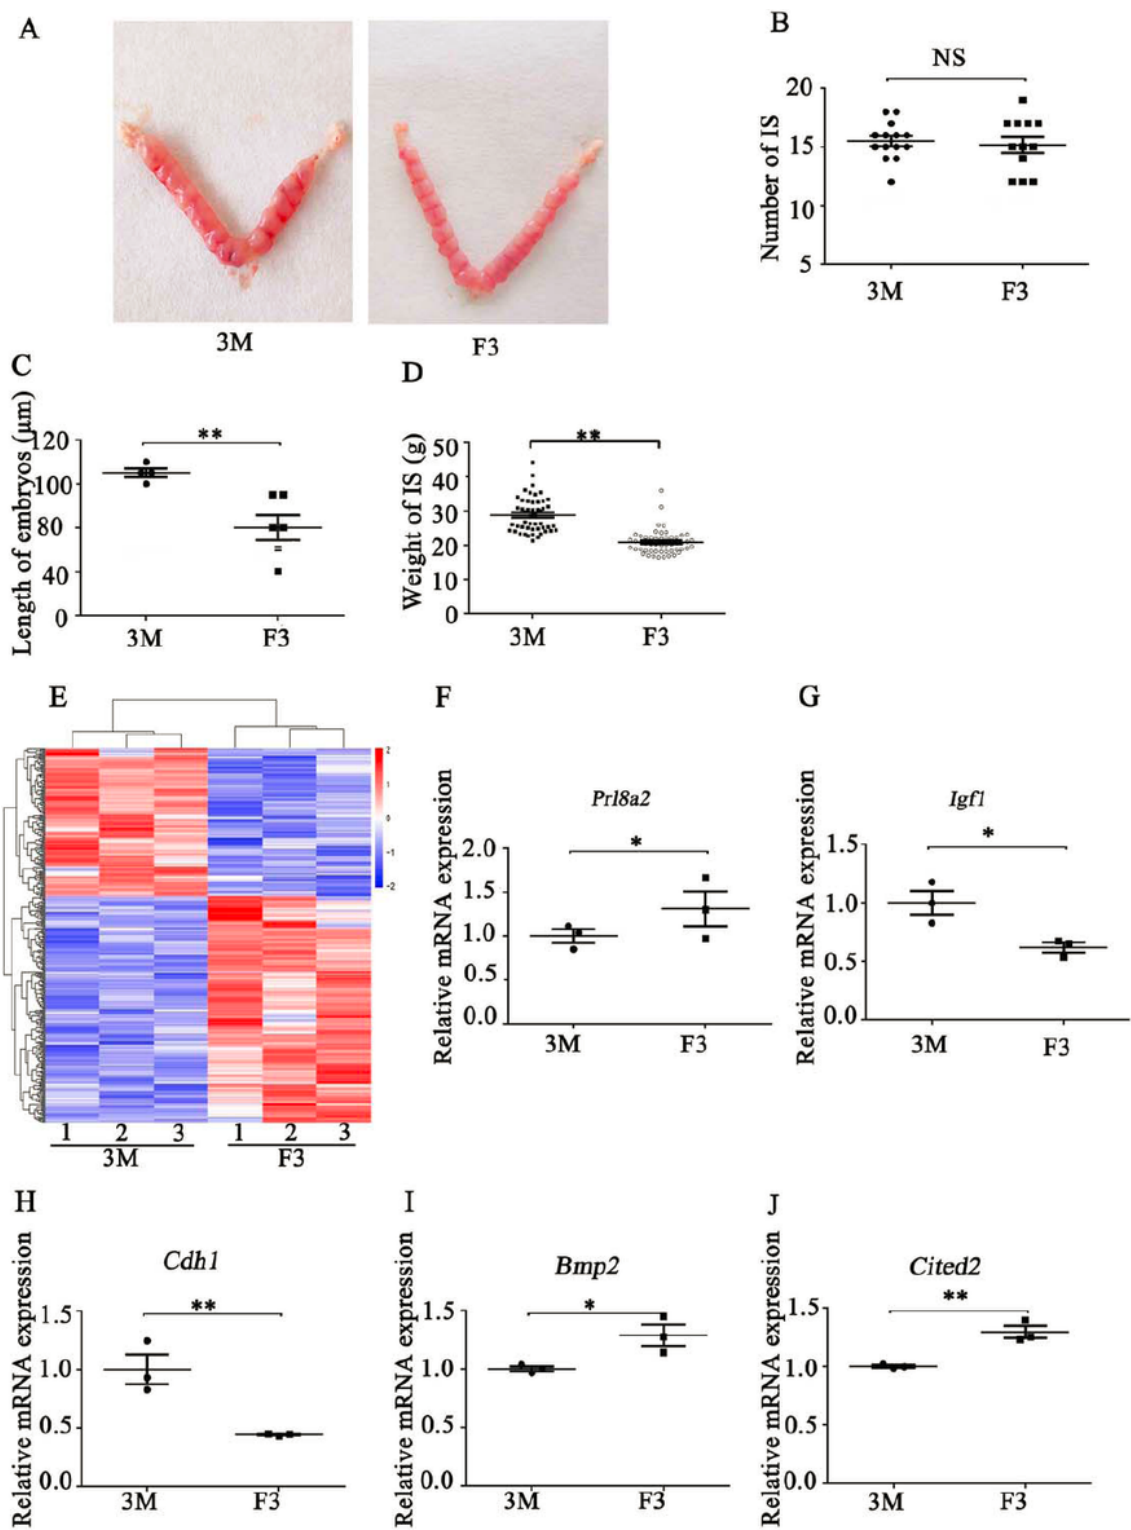 A
3M
F3
B
NS
Number of IS
20
15
10
5
3M
F3
C
Length of embryos (μm)
**
120
100
80
40
0
3M
F3
D
Weight of IS (g)
**
50
40
30
20
10
0
3M
F3
E
2
1
0
-1
-2
1 2 3 1 2 3
3M F3
F
Prl8a2
Relative mRNA expression
*
2.0
1.5
1.0
0.5
0.0
3M
F3
G
Igf1
Relative mRNA expression
*
1.5
1.0
0.5
0.0
3M
F3
H
Cdh1
Relative mRNA expression
**
1.5
1.0
0.5
0.0
3M
F3
I
Bmp2
Relative mRNA expression
*
1.5
1.0
0.5
0.0
3M
F3
J
Cited2
Relative mRNA expression
**
1.5
1.0
0.5
0.0
3M
F3